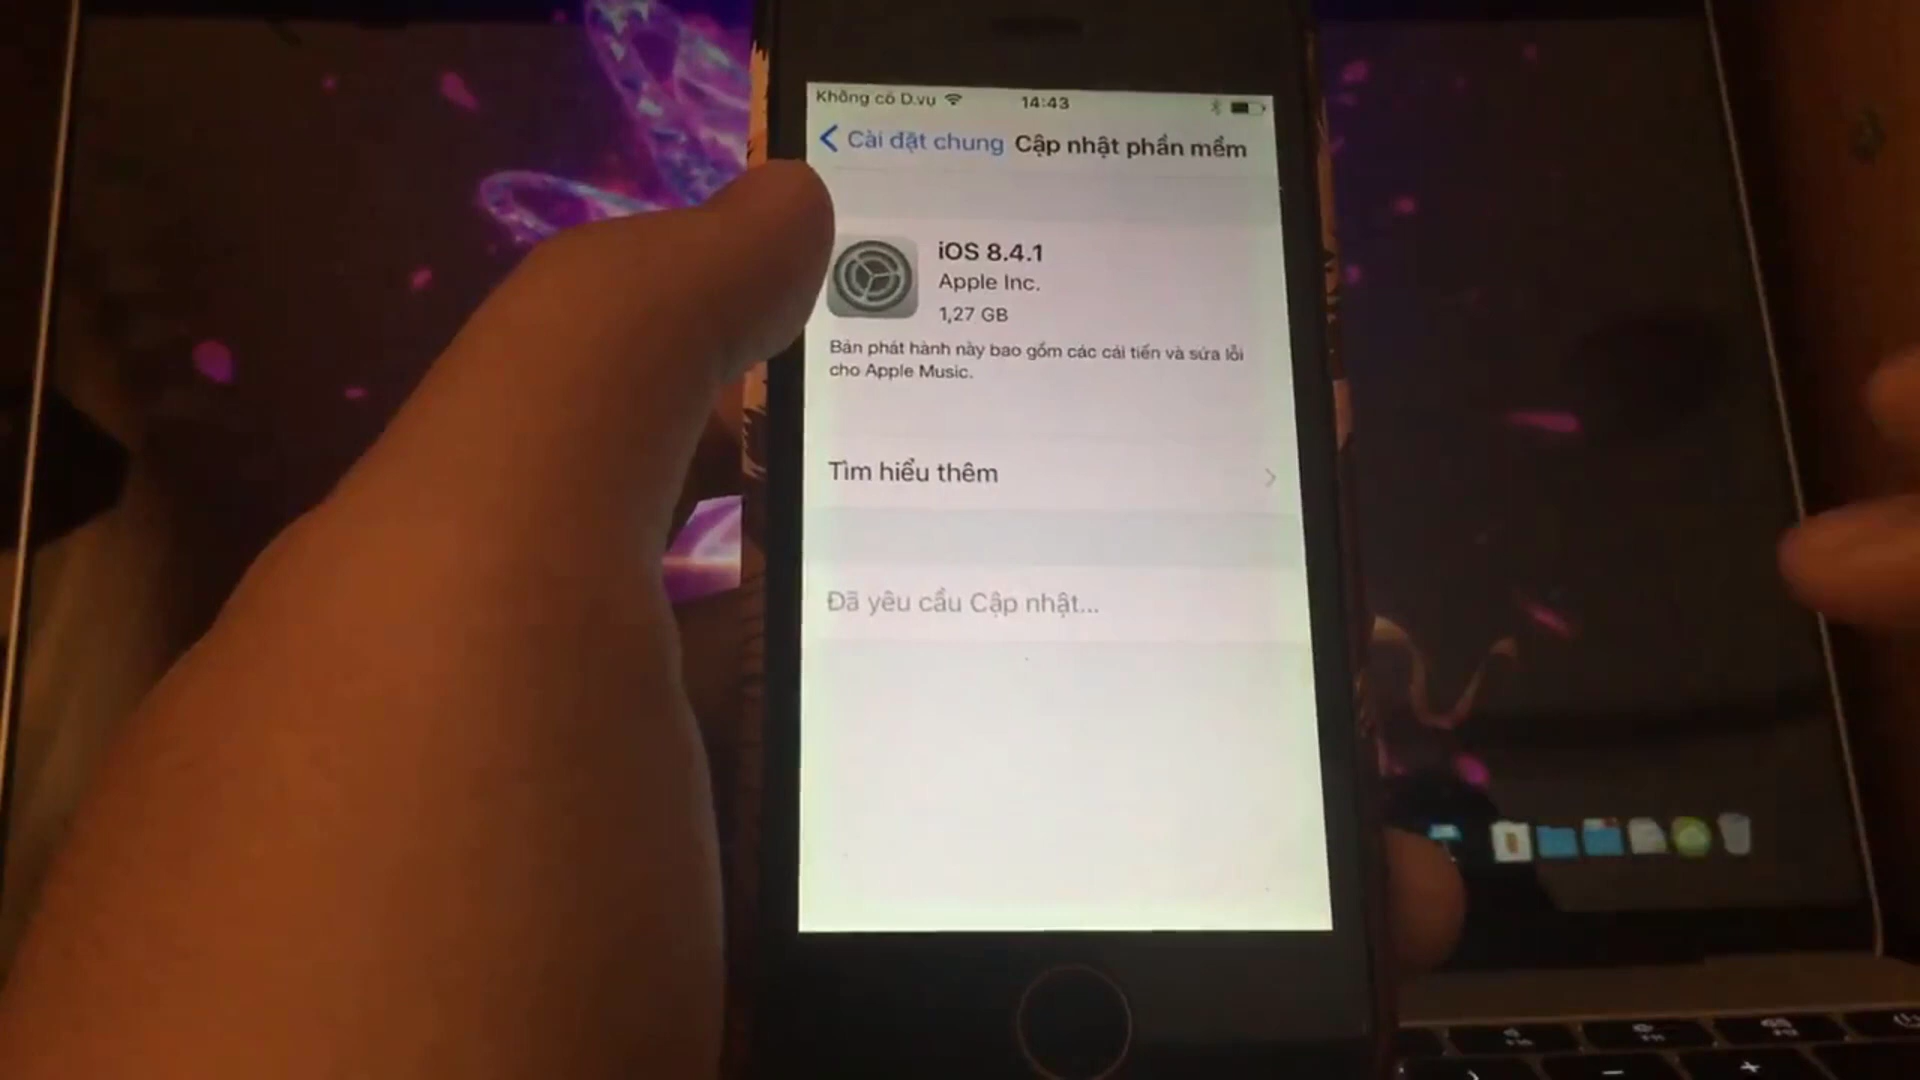 Không có D.vụ
14:43
Cài đặt chung
Cập nhật phần mềm
iOS 8.4.1
Apple Inc.
1,27 GB
Bản phát hành này bao gồm các cải tiến và sửa lỗi
cho Apple Music.
Tìm hiểu thêm
Đã yêu cầu Cập nhật...